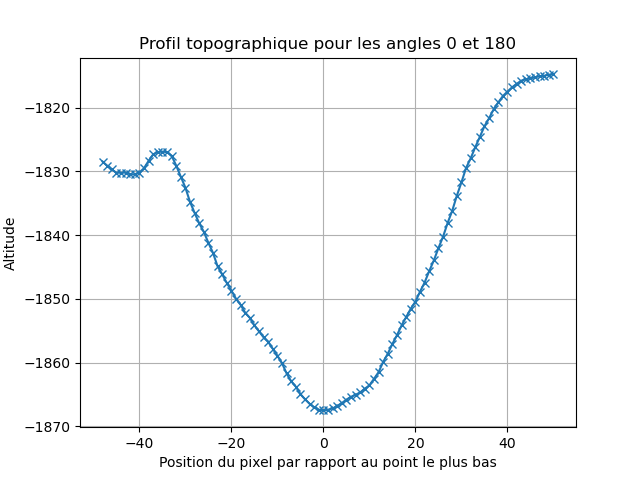 Profil topographique pour les angles 0 et 180
Altitude
−1820
−1830
−1840
−1850
−1860
−1870
−40 −20 0 20 40
Position du pixel par rapport au point le plus bas